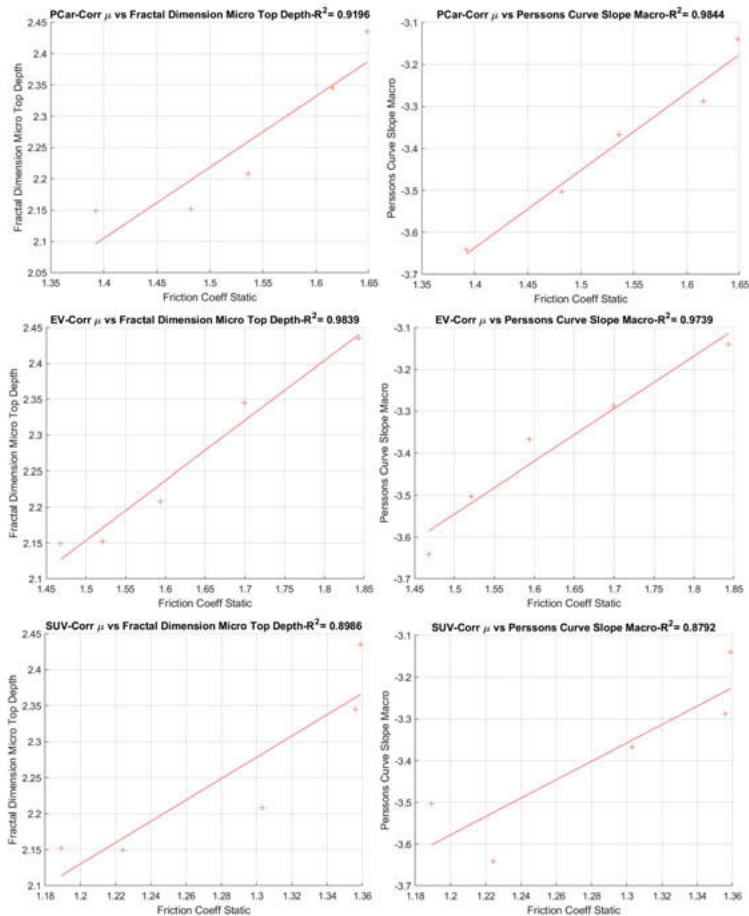 PCar-Corr μ vs Fractal Dimension Micro Top Depth-R²= 0.9196
Fractal Dimension Micro Top Depth
2.45
2.4
2.35
2.3
2.25
2.2
2.15
2.1
2.05
1.35 1.4 1.45 1.5 1.55 1.6 1.65
Friction Coeff Static
PCar-Corr μ vs Perssons Curve Slope Macro-R²= 0.9844
Perssons Curve Slope Macro
-3.1
-3.2
-3.3
-3.4
-3.5
-3.6
-3.7
1.35 1.4 1.45 1.5 1.55 1.6 1.65
Friction Coeff Static
EV-Corr μ vs Fractal Dimension Micro Top Depth-R²= 0.9839
Fractal Dimension Micro Top Depth
2.45
2.4
2.35
2.3
2.25
2.2
2.15
2.1
1.45 1.5 1.55 1.6 1.65 1.7 1.75 1.8 1.85
Friction Coeff Static
EV-Corr μ vs Perssons Curve Slope Macro-R²= 0.9739
Perssons Curve Slope Macro
-3.1
-3.2
-3.3
-3.4
-3.5
-3.6
-3.7
1.45 1.5 1.55 1.6 1.65 1.7 1.75 1.8 1.85
Friction Coeff Static
SUV-Corr μ vs Fractal Dimension Micro Top Depth-R²= 0.8986
Fractal Dimension Micro Top Depth
2.45
2.4
2.35
2.3
2.25
2.2
2.15
2.1
1.18 1.2 1.22 1.24 1.26 1.28 1.3 1.32 1.34 1.36
Friction Coeff Static
SUV-Corr μ vs Perssons Curve Slope Macro-R²= 0.8792
Perssons Curve Slope Macro
-3.1
-3.2
-3.3
-3.4
-3.5
-3.6
-3.7
1.18 1.2 1.22 1.24 1.26 1.28 1.3 1.32 1.34 1.36
Friction Coeff Static